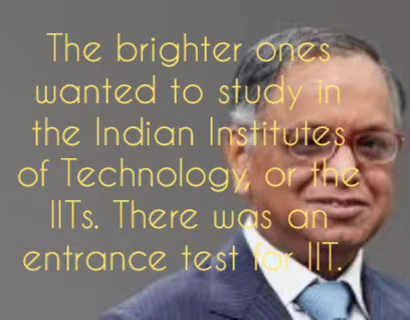 The brighter ones
wanted to study in
the Indian Institutes
of Technology, or the
IITs. There was an
entrance test for IIT.